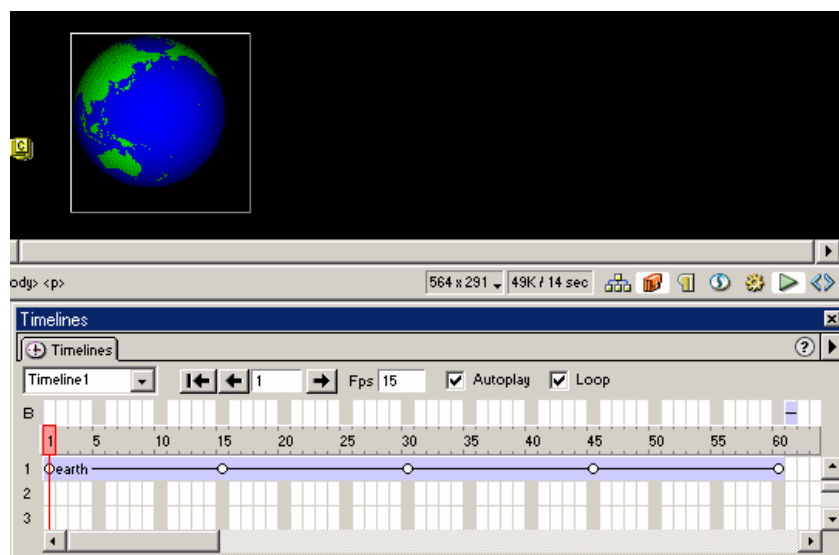 C
ody> <p>
564 x 291 49K / 14 sec
Timelines
Timelines ?
Timeline1 1 Fps 15 Autoplay Loop
B
1 5 10 15 20 25 30 35 40 45 50 55 60
1 earth
2
3